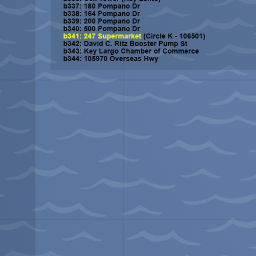 b337: 180 Pompano Dr
b338: 164 Pompano Dr
b339: 200 Pompano Dr
b340: 500 Pompano Dr
b341: 247 Supermarket (Circle K - 106501)
b342: David C. Ritz Booster Pump St
b343: Key Largo Chamber of Commerce
b344: 105970 Overseas Hwy